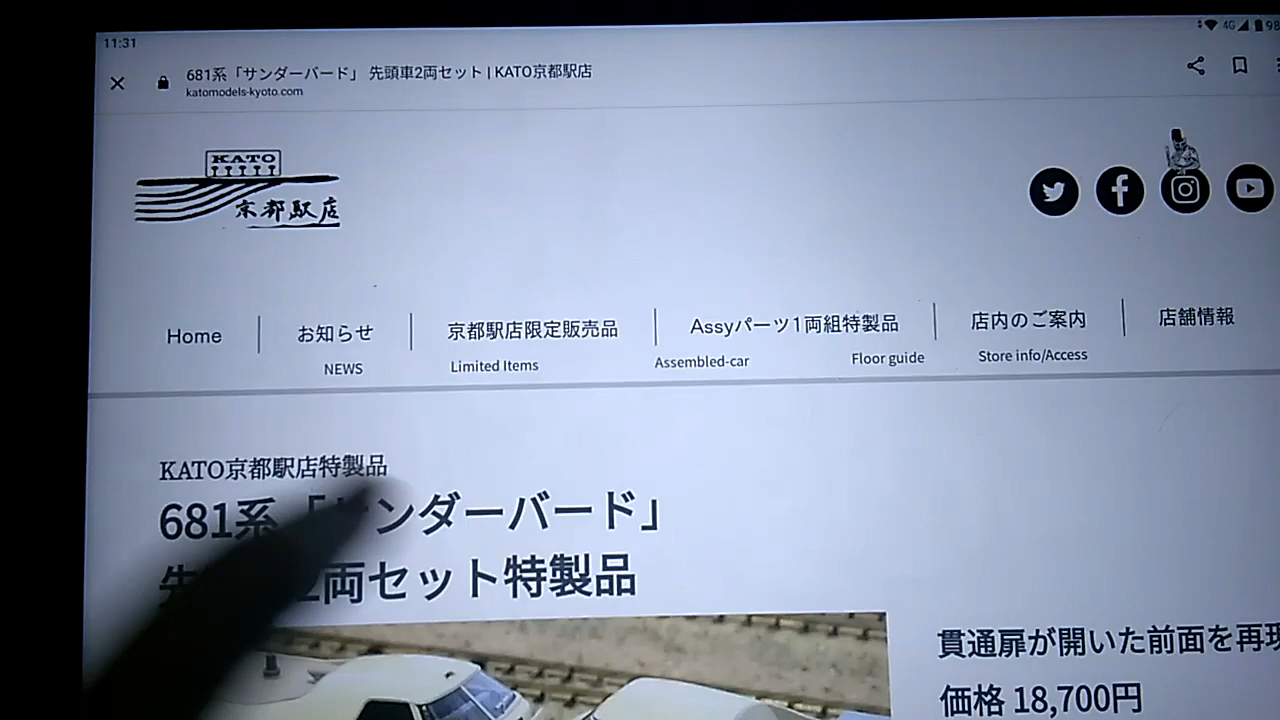 11:31
4G 98
681系「サンダーバード」 先頭車2両セット | KATO京都駅店
katomodels-kyoto.com
KATO
京都駅店
Home
お知らせ
京都駅店限定販売品
Assyパーツ1両組特製品
店内のご案内
店舗情報
NEWS
Limited Items
Assembled-car
Floor guide
Store info/Access
KATO京都駅店特製品
681系「サンダーバード」
2両セット特製品
貫通扉が開いた前面を再現
価格 18,700円